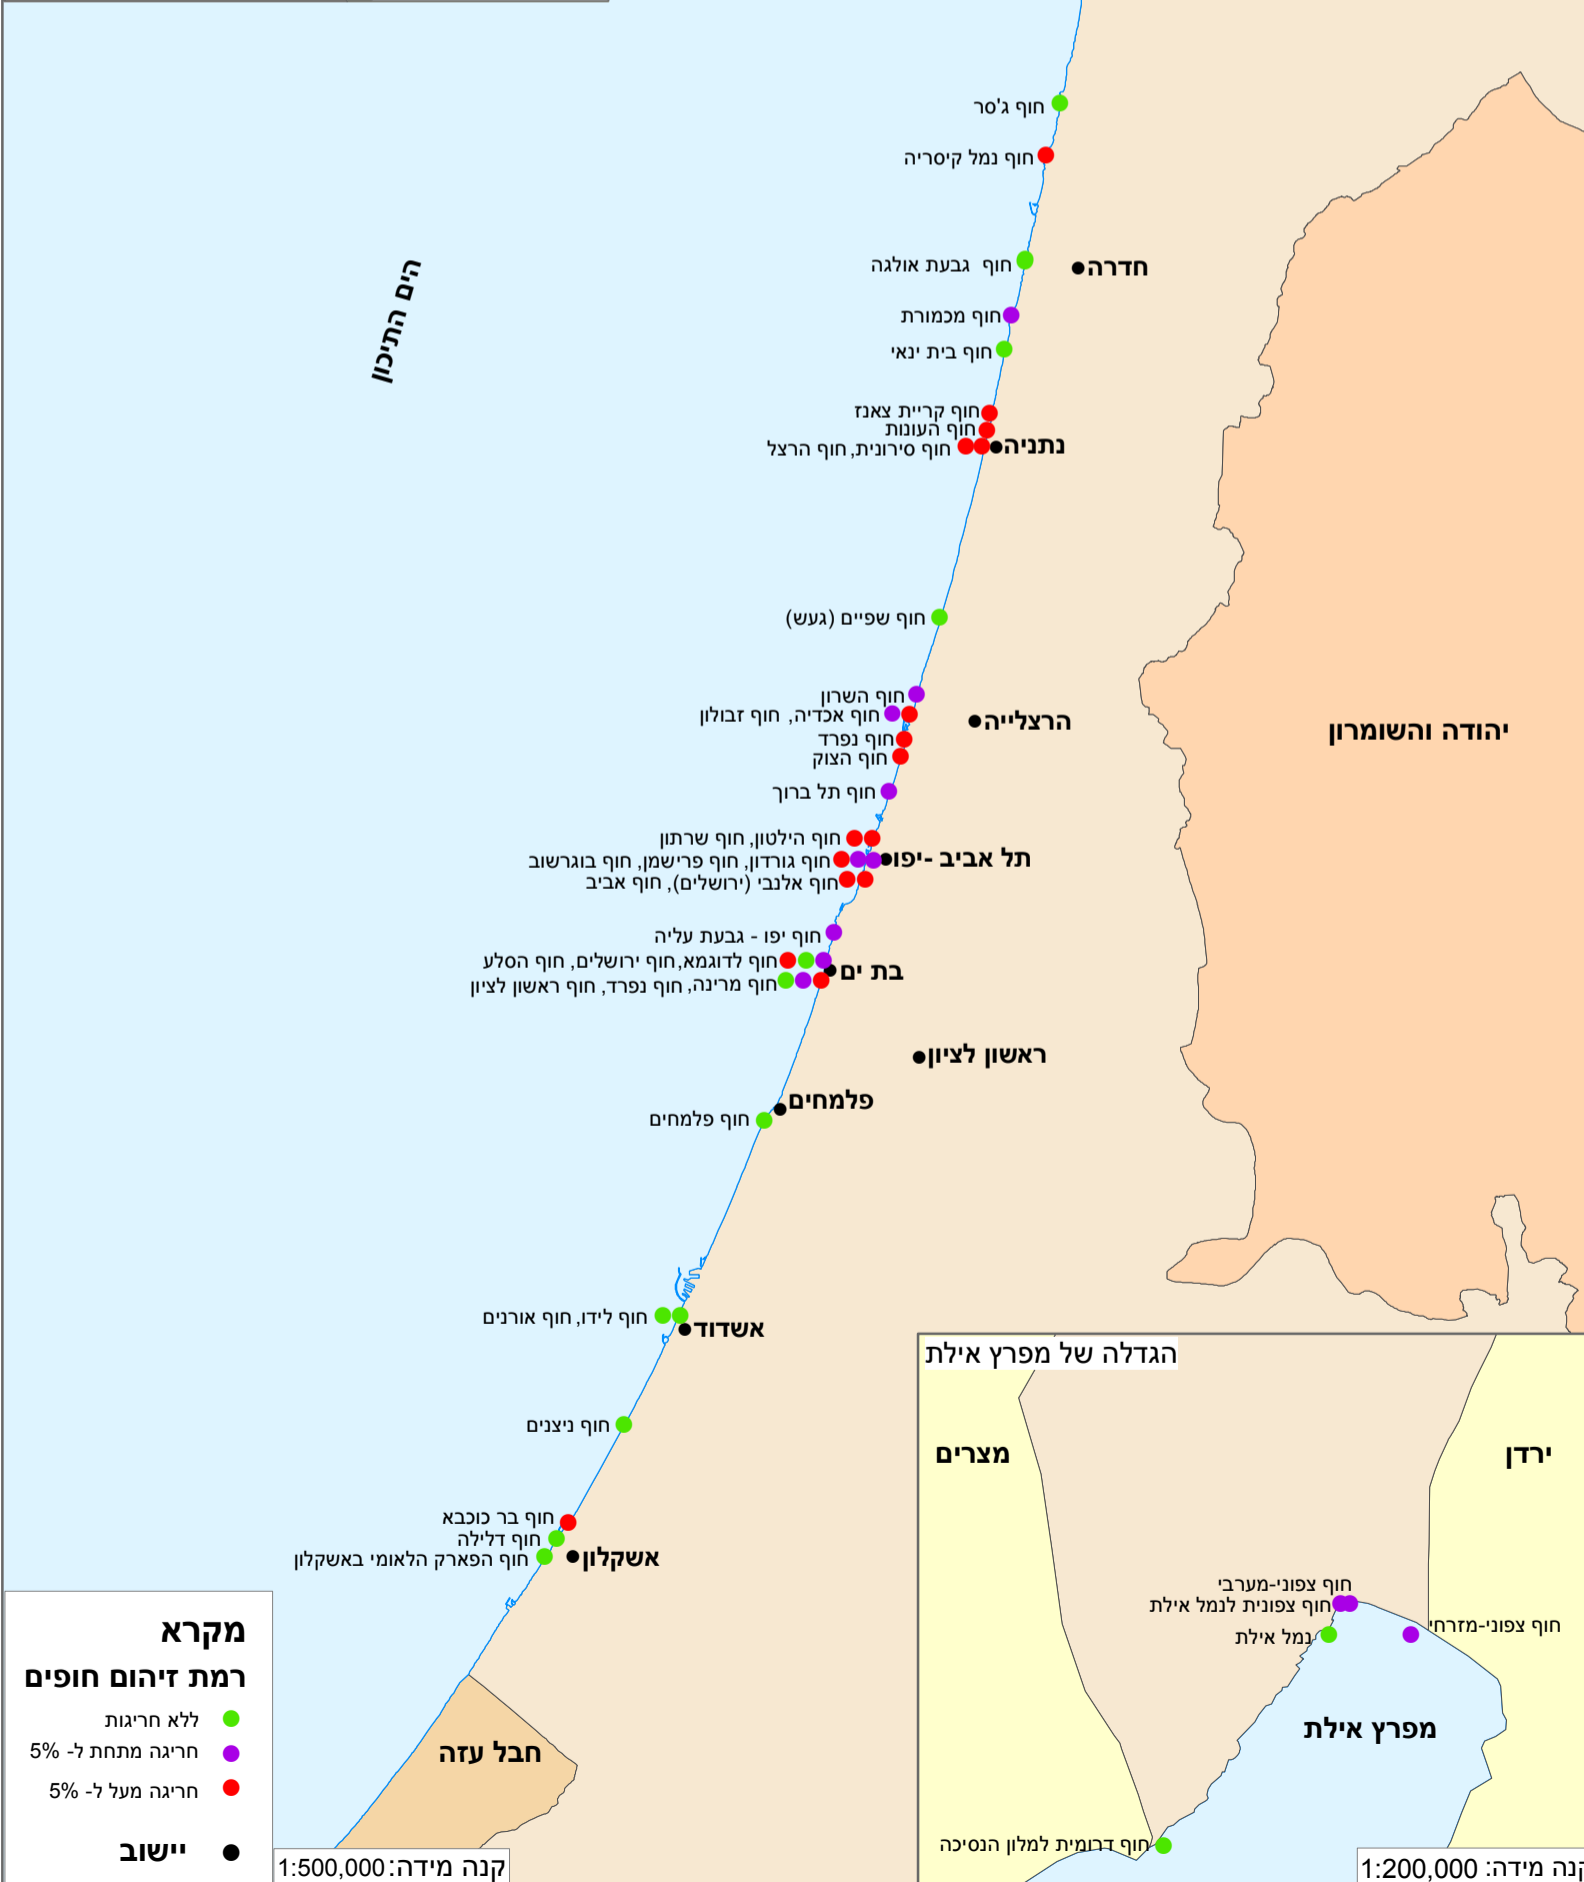 חוף ג'סר
חוף נמל קיסריה
חוף גבעת אולגה
חדרה
הים התיכון
חוף מכמורת
חוף בית ינאי
חוף קריית צאנז
חוף העונות
נתניה
חוף סירונית, חוף הרצל
חוף שפיים (געש)
חוף השרון
חוף אכדיה, חוף זבולון
הרצלייה
יהודה והשומרון
חוף נפרד
חוף הצוק
חוף תל ברוך
חוף הילטון, חוף שרתון
תל אביב -יפו
חוף גורדון, חוף פרישמן, חוף בוגרשוב
חוף אלנבי (ירושלים), חוף אביב
חוף יפו - גבעת עליה
חוף לדוגמא, חוף ירושלים, חוף הסלע
בת ים
חוף מרינה, חוף נפרד, חוף ראשון לציון
ראשון לציון
פלמחים
חוף פלמחים
חוף לידו, חוף אורנים
אשדוד
חוף ניצנים
חוף בר כוכבא
חוף דלילה
חוף הפארק הלאומי באשקלון
אשקלון
חבל עזה
הגדלה של מפרץ אילת
מצרים
ירדן
חוף צפוני-מערבי
חוף צפונית לנמל אילת
חוף צפוני-מזרחי
נמל אילת
מפרץ אילת
חוף דרומית למלון הנסיכה
קנה מידה: 1:200,000
מקרא
רמת זיהום חופים
ללא חריגות
חריגה מתחת ל- 5%
חריגה מעל ל- 5%
יישוב
קנה מידה: 1:500,000